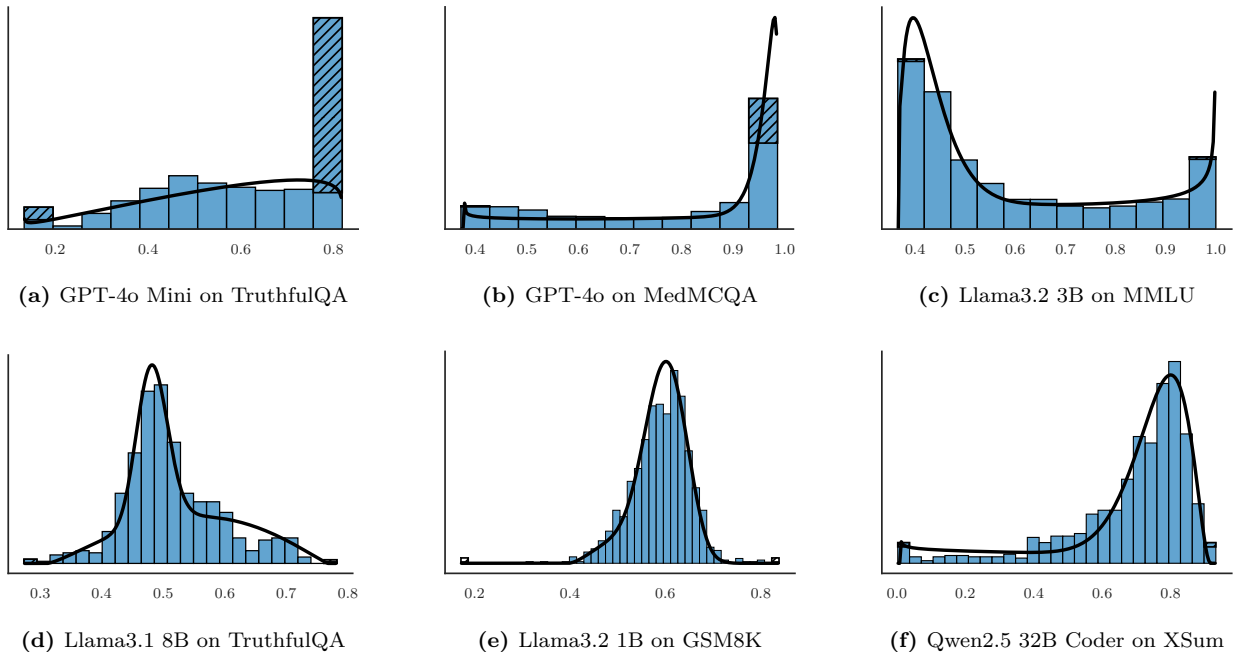 0.2 0.4 0.6 0.8
(a) GPT-4o Mini on TruthfulQA
0.4 0.5 0.6 0.7 0.8 0.9 1.0
(b) GPT-4o on MedMCQA
0.4 0.5 0.6 0.7 0.8 0.9 1.0
(c) Llama3.2 3B on MMLU
0.3 0.4 0.5 0.6 0.7 0.8
(d) Llama3.1 8B on TruthfulQA
0.2 0.4 0.6 0.8
(e) Llama3.2 1B on GSM8K
0.0 0.2 0.4 0.6 0.8
(f) Qwen2.5 32B Coder on XSum